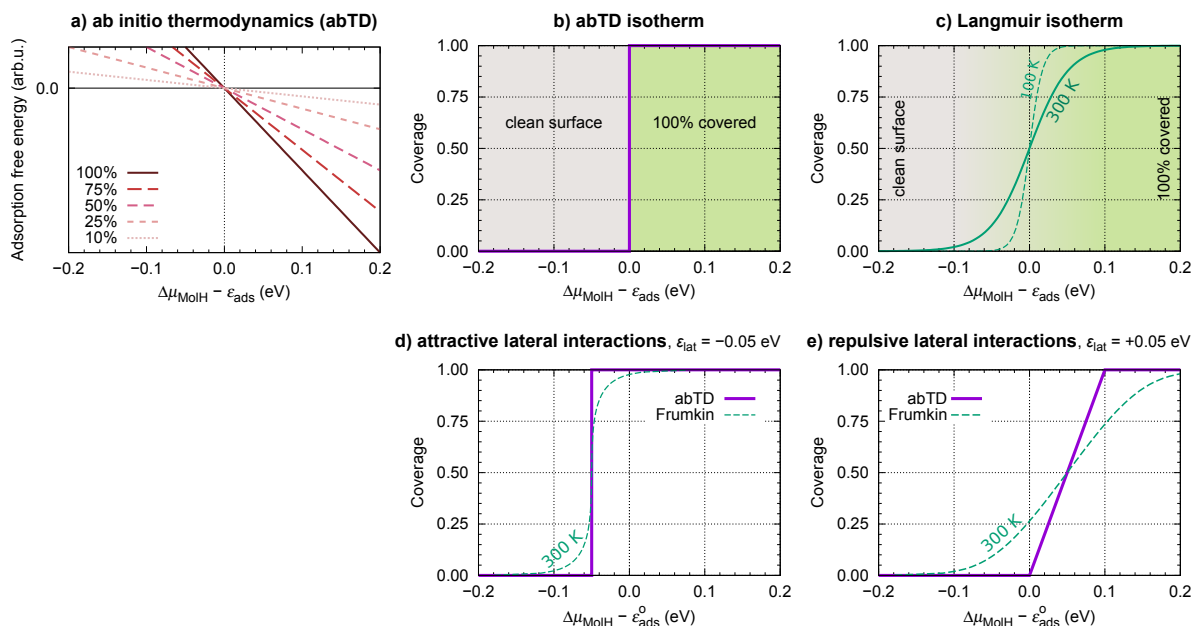 a) ab initio thermodynamics (abTD)
Adsorption free energy (arb.u.)
0.0
100%
75%
50%
25%
10%
−0.2 −0.1 0.0 0.1 0.2
ΔμMolH − εads (eV)
b) abTD isotherm
Coverage
1.00
0.75
0.50
0.25
0.00
clean surface
100% covered
−0.2 −0.1 0.0 0.1 0.2
ΔμMolH − εads (eV)
c) Langmuir isotherm
Coverage
1.00
0.75
0.50
0.25
0.00
clean surface
100 K
300 K
100% covered
−0.2 −0.1 0.0 0.1 0.2
ΔμMolH − εads (eV)
d) attractive lateral interactions, εlat = −0.05 eV
Coverage
1.00
0.75
0.50
0.25
0.00
abTD
Frumkin
300 K
−0.2 −0.1 0.0 0.1 0.2
ΔμMolH − ε°ads (eV)
e) repulsive lateral interactions, εlat = +0.05 eV
Coverage
1.00
0.75
0.50
0.25
0.00
abTD
Frumkin
300 K
−0.2 −0.1 0.0 0.1 0.2
ΔμMolH − ε°ads (eV)